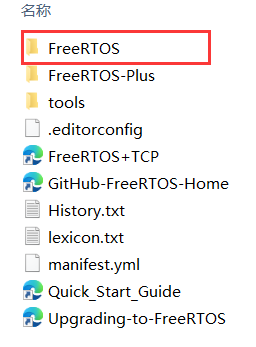 名称
FreeRTOS
FreeRTOS-Plus
tools
.editorconfig
FreeRTOS+TCP
GitHub-FreeRTOS-Home
History.txt
lexicon.txt
manifest.yml
Quick_Start_Guide
Upgrading-to-FreeRTOS